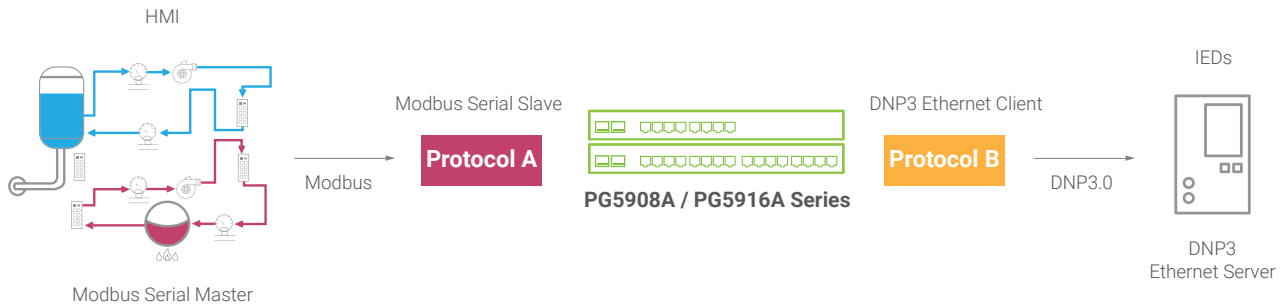 HMI
Modbus Serial Master
Modbus
Modbus Serial Slave
Protocol A
PG5908A / PG5916A Series
DNP3 Ethernet Client
Protocol B
DNP3.0
IEDs
DNP3
Ethernet Server